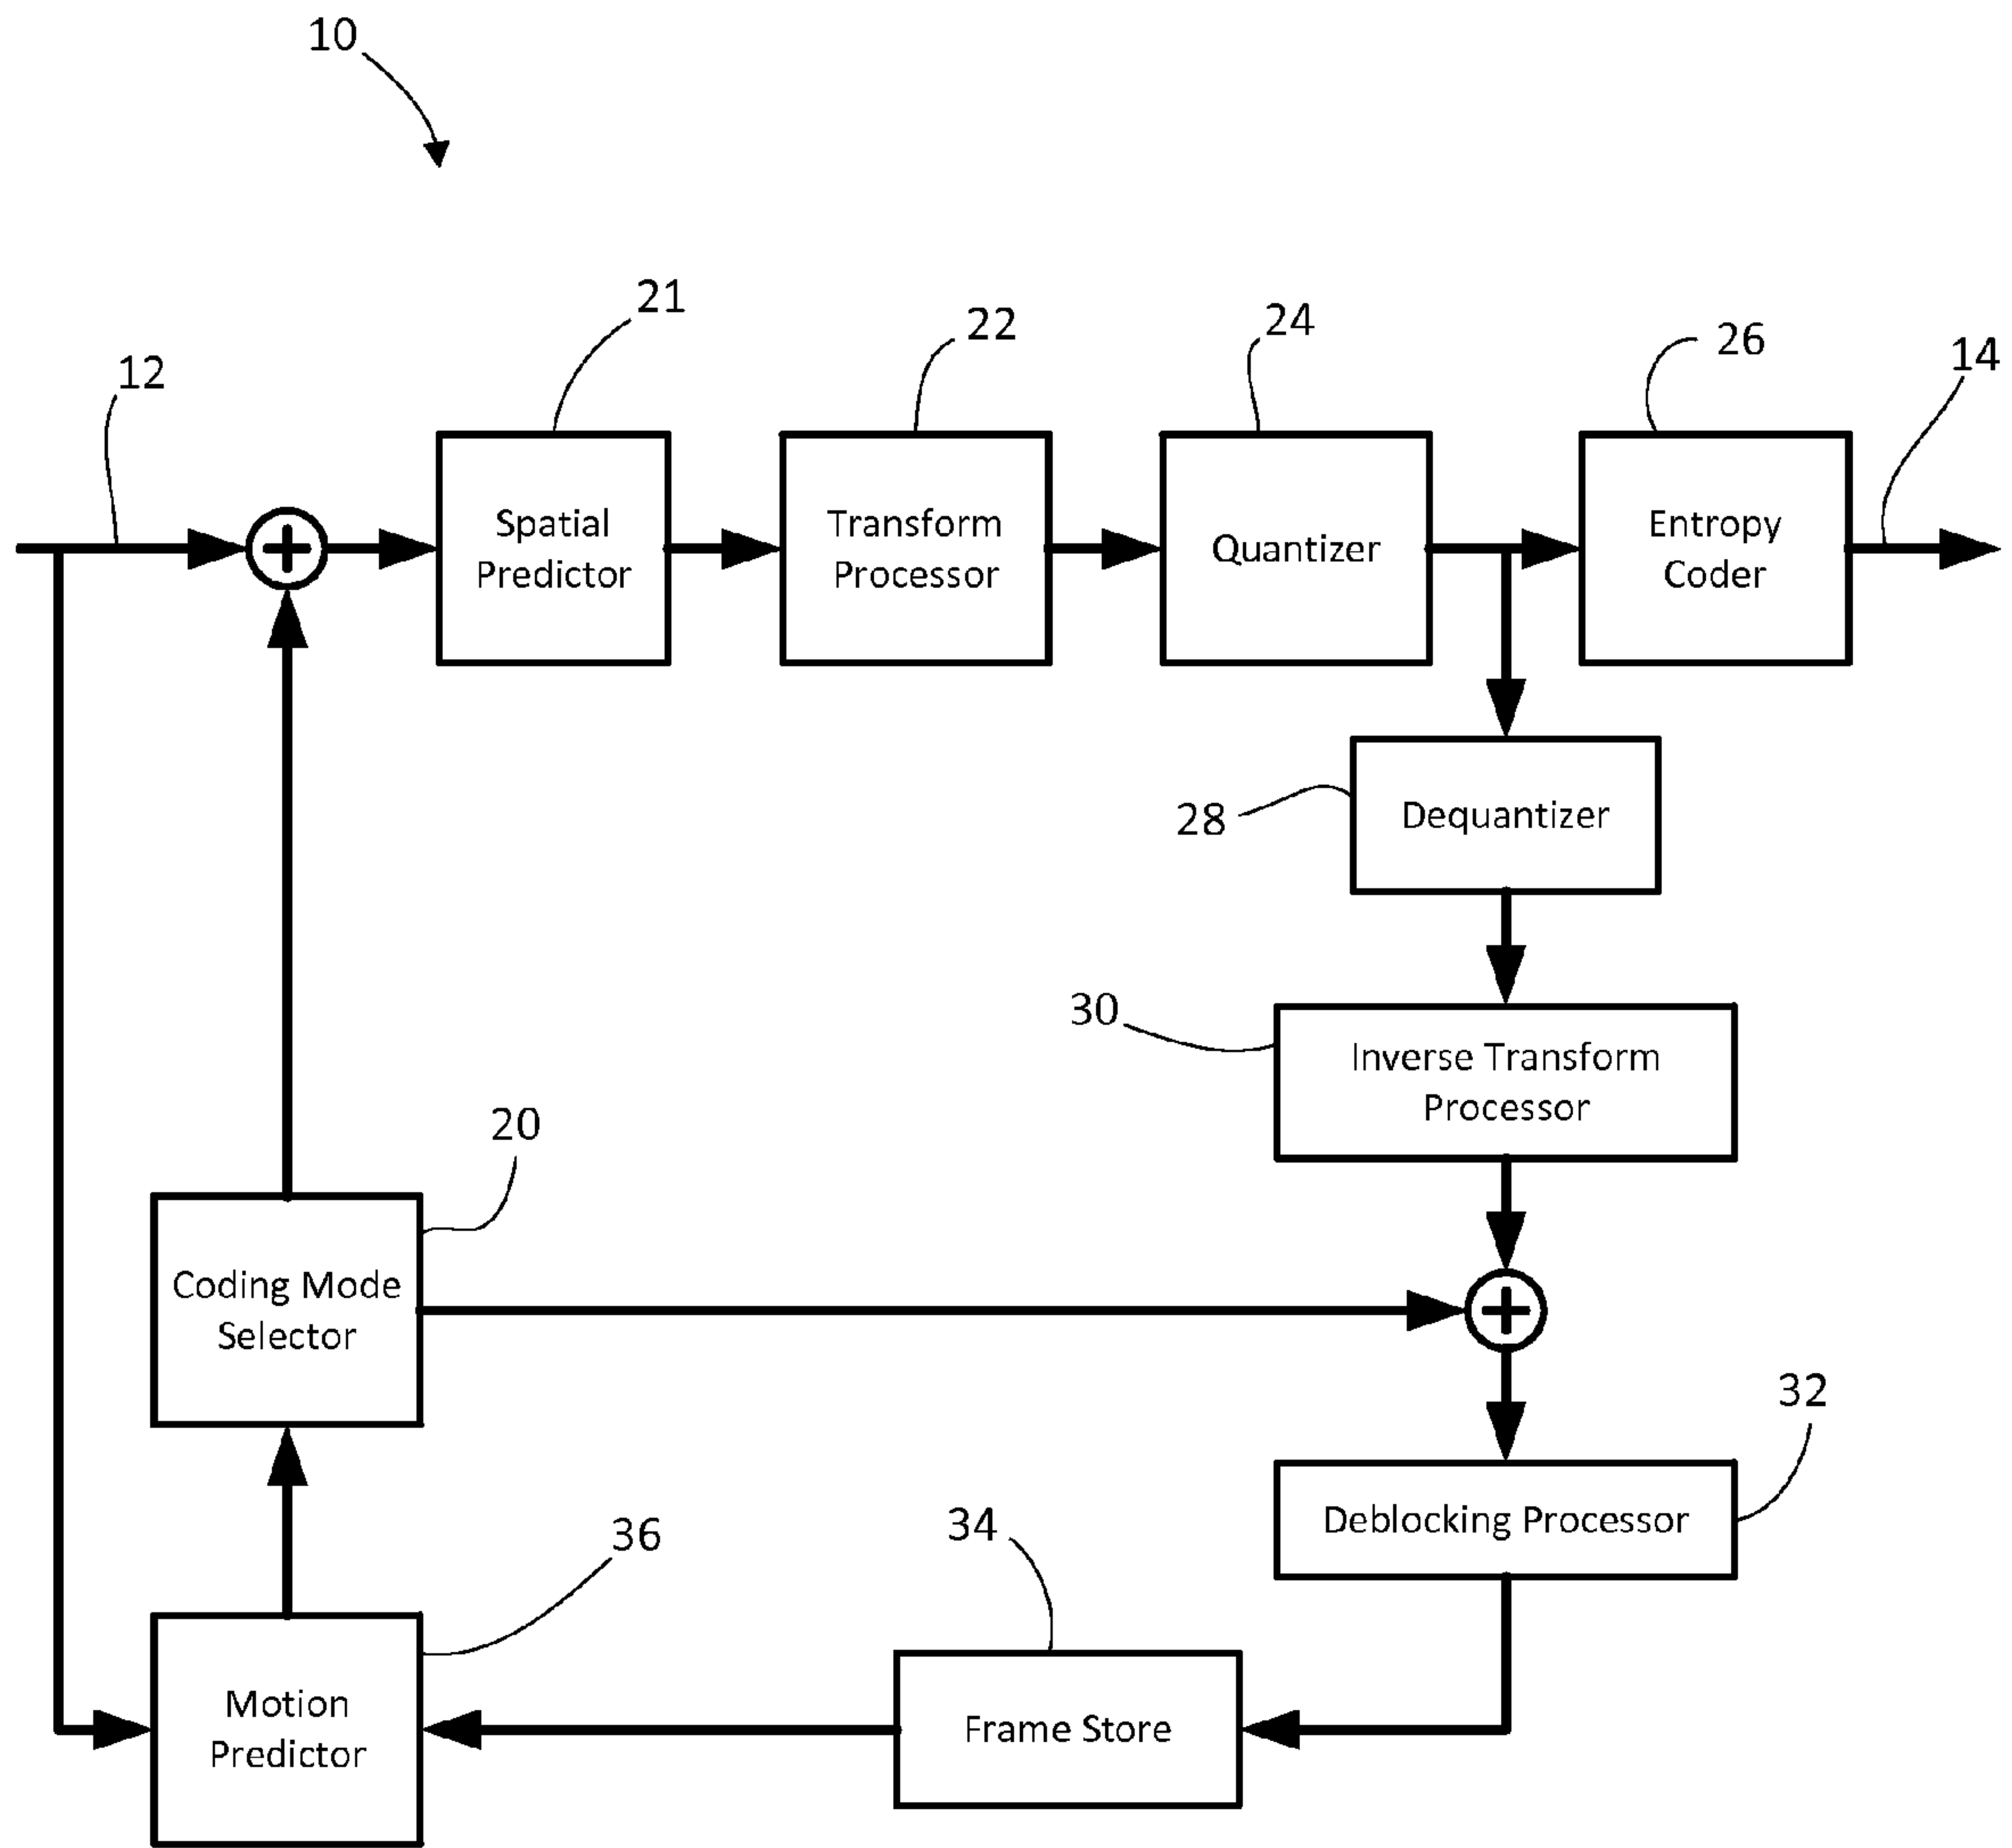 10
21
22
24
26
14
12
Spatial
Predictor
Transform
Processor
Quantizer
Entropy
Coder
28
Dequantizer
30
Inverse Transform
Processor
20
Coding Mode
Selector
32
Deblocking Processor
34
36
Motion
Predictor
Frame Store